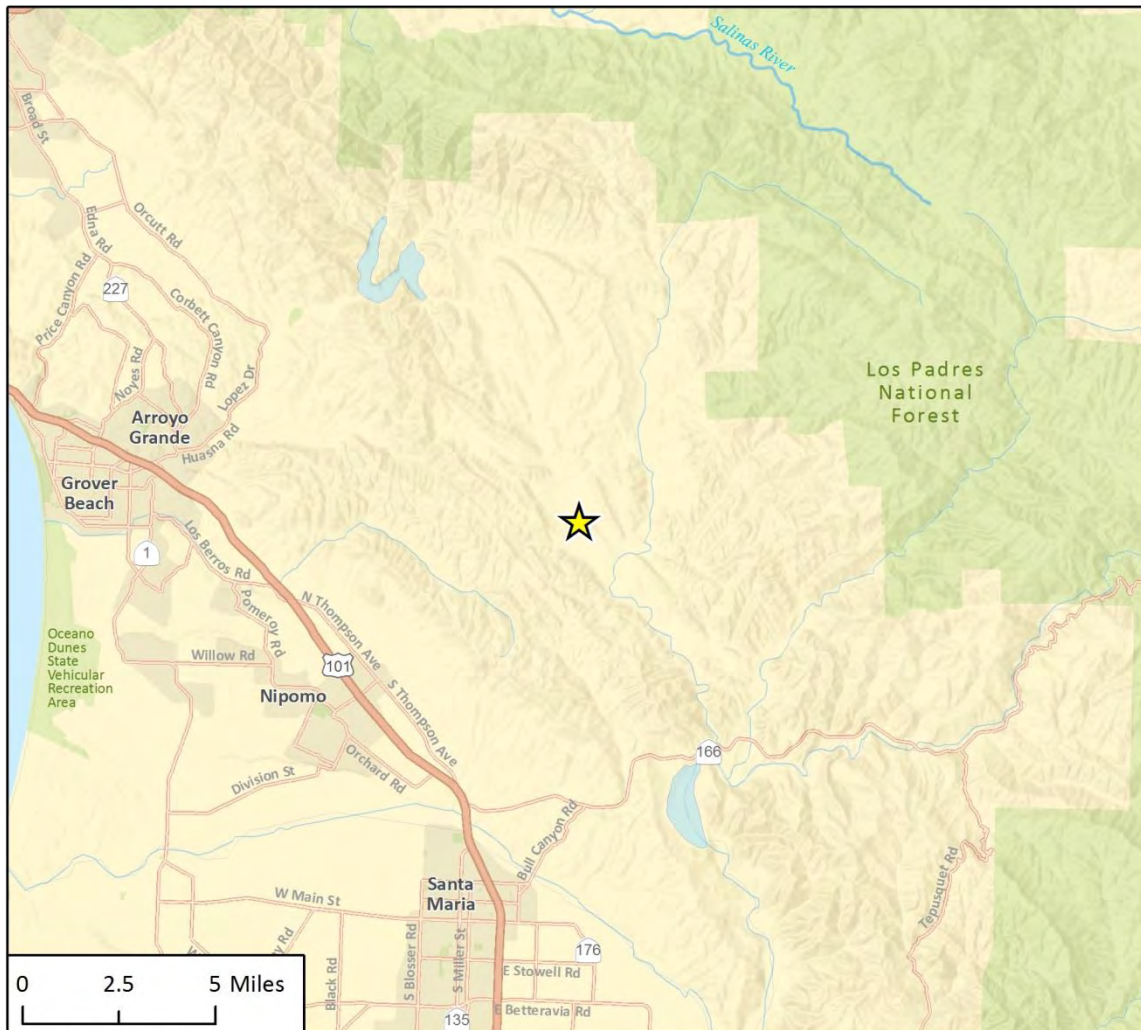 Salinas River
Broad St
Edna Rd
Orcutt Rd
227
Price Canyon Rd
Corbett Canyon Rd
Noyes Rd
Lopez Dr
Arroyo
Grande
Huasna Rd
Los Padres
National
Forest
Grover
Beach
1
Los Berros Rd
Pomeroy Rd
N Thompson Ave
Oceano
Dunes
State
Vehicular
Recreation
Area
Willow Rd
101
S Thompson Ave
Nipomo
Orchard Rd
Division St
166
Bull Canyon Rd
Tepusquet Rd
Santa
Maria
W Main St
S Blosser Rd
S Miller St
Black Rd
Rd
176
E Stowell Rd
E Betteravia Rd
135
0 2.5 5 Miles